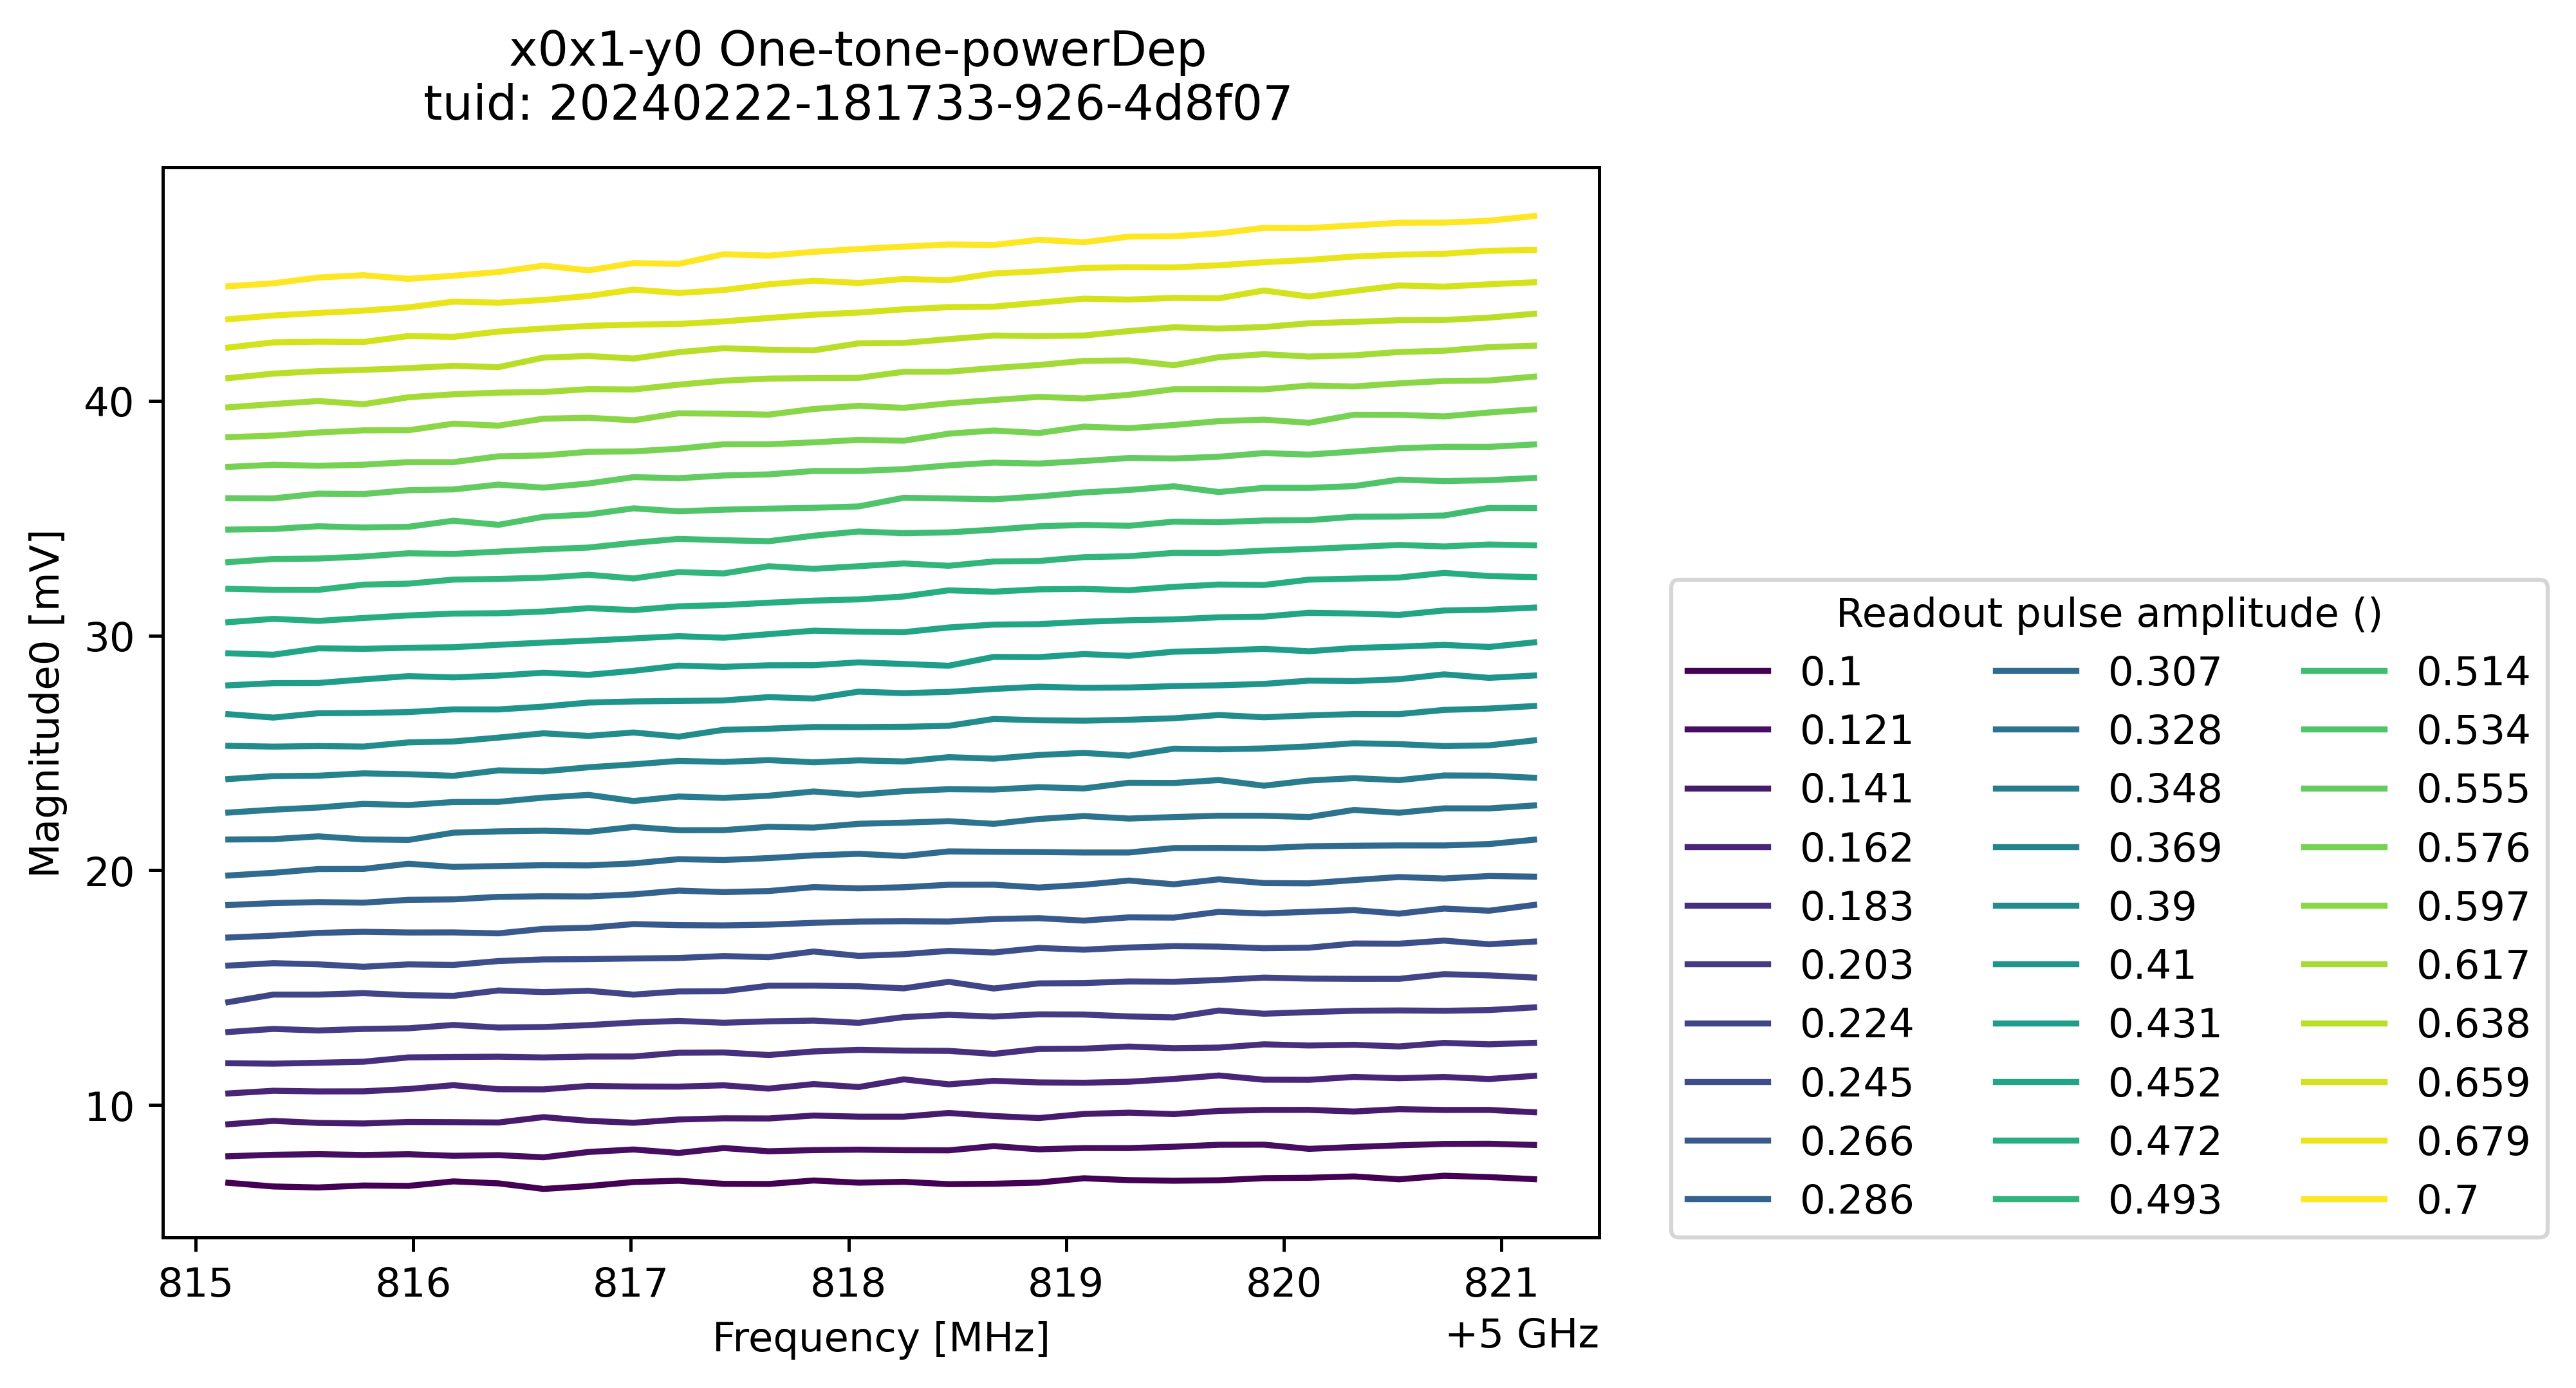 x0x1-y0 One-tone-powerDep
tuid: 20240222-181733-926-4d8f07
Magnitude0 [mV]
40
30
20
10
815 816 817 818 819 820 821
Frequency [MHz]
+5 GHz
Readout pulse amplitude ()
0.1 0.307 0.514
0.121 0.328 0.534
0.141 0.348 0.555
0.162 0.369 0.576
0.183 0.39 0.597
0.203 0.41 0.617
0.224 0.431 0.638
0.245 0.452 0.659
0.266 0.472 0.679
0.286 0.493 0.7